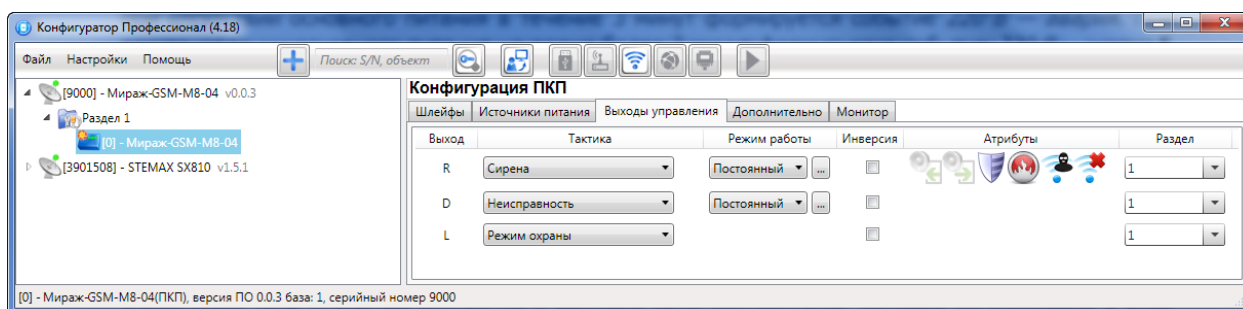 Конфигуратор Профессионал (4.18)
Файл Настройки Помощь Поиск: S/N, объект
[9000] - Мираж-GSM-M8-04 v0.0.3
Раздел 1
[0] - Мираж-GSM-M8-04
[3901508] - STEMAX SX810 v1.5.1
Конфигурация ПКП
Шлейфы Источники питания Выходы управления Дополнительно Монитор
Выход Тактика Режим работы Инверсия Атрибуты Раздел
R Сирена Постоянный ... 1
D Неисправность Постоянный ... 1
L Режим охраны 1
[0] - Мираж-GSM-M8-04(ПКП), версия ПО 0.0.3 база: 1, серийный номер 9000